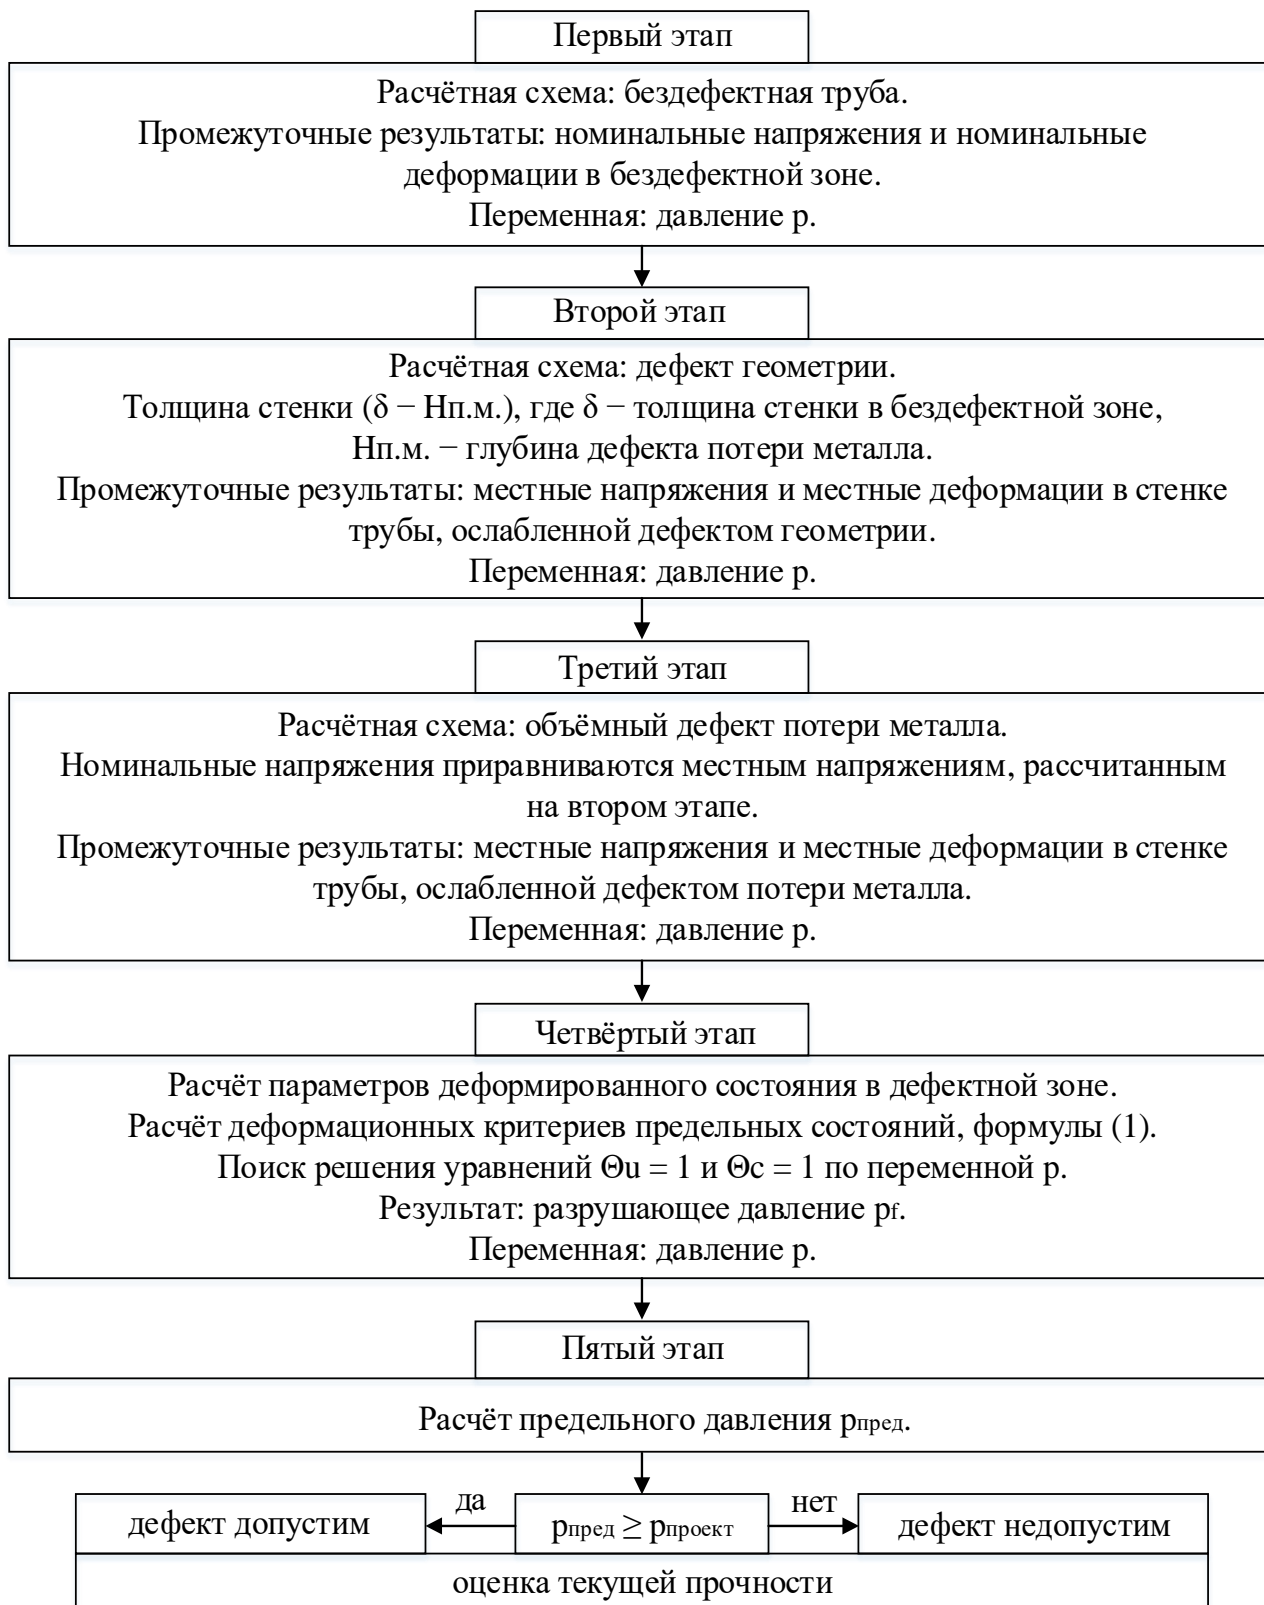 Первый этап
Расчётная схема: бездефектная труба.
Промежуточные результаты: номинальные напряжения и номинальные
деформации в бездефектной зоне.
Переменная: давление p.
Второй этап
Расчётная схема: дефект геометрии.
Толщина стенки (δ − Hп.м.), где δ − толщина стенки в бездефектной зоне,
Hп.м. − глубина дефекта потери металла.
Промежуточные результаты: местные напряжения и местные деформации в стенке
трубы, ослабленной дефектом геометрии.
Переменная: давление p.
Третий этап
Расчётная схема: объёмный дефект потери металла.
Номинальные напряжения приравниваются местным напряжениям, рассчитанным
на втором этапе.
Промежуточные результаты: местные напряжения и местные деформации в стенке
трубы, ослабленной дефектом потери металла.
Переменная: давление p.
Четвёртый этап
Расчёт параметров деформированного состояния в дефектной зоне.
Расчёт деформационных критериев предельных состояний, формулы (1).
Поиск решения уравнений Θu = 1 и Θc = 1 по переменной p.
Результат: разрушающее давление pf.
Переменная: давление p.
Пятый этап
Расчёт предельного давления pпред.
дефект допустим
да
pпред ≥ pпроект
нет
дефект недопустим
оценка текущей прочности